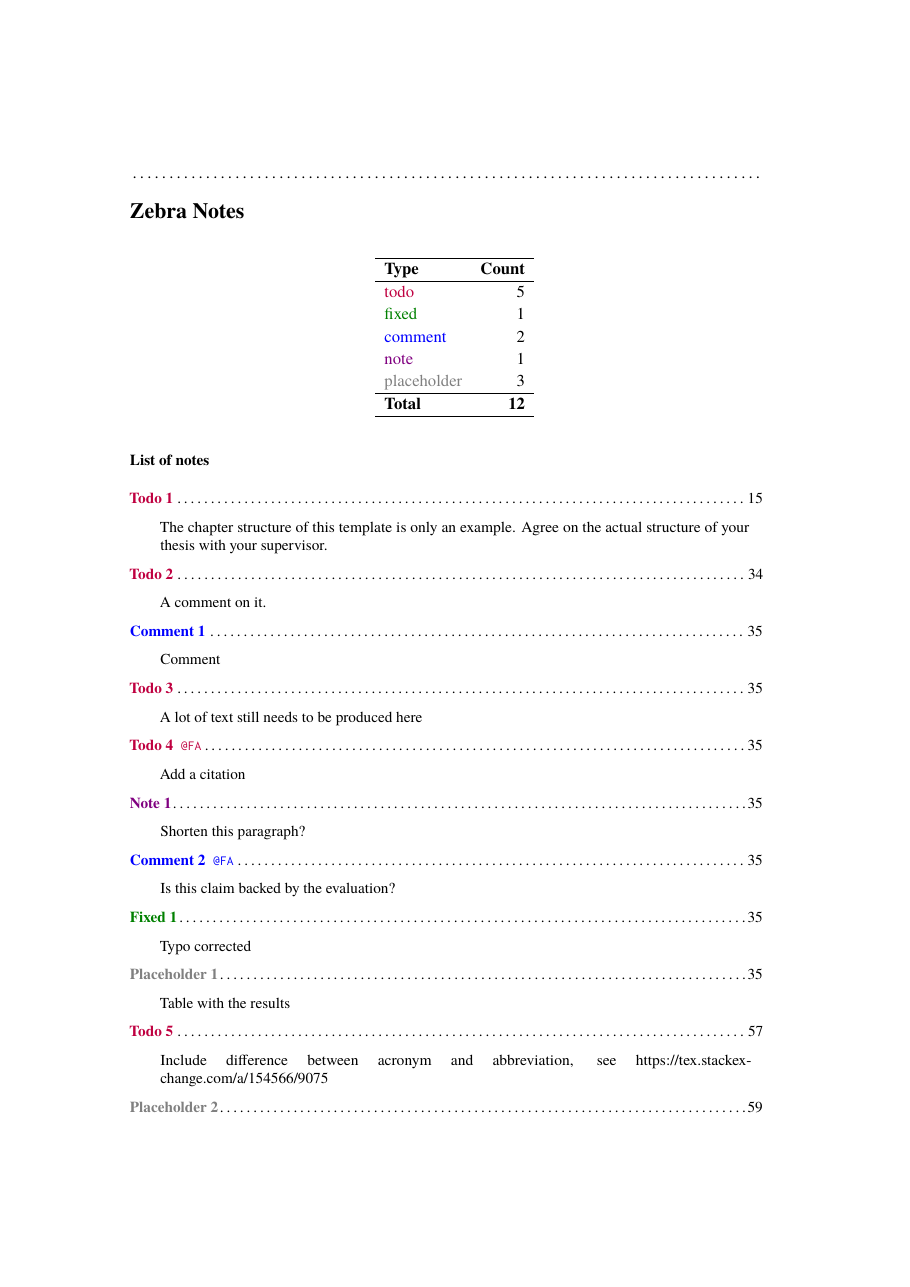 Zebra Notes
Type Count
todo 5
fixed 1
comment 2
note 1
placeholder 3
Total 12
List of notes
Todo 1 . . . . . . . . . . . . . . . . . . . . 15
The chapter structure of this template is only an example. Agree on the actual structure of your
thesis with your supervisor.
Todo 2 . . . . . . . . . . . . . . . . . . . . 34
A comment on it.
Comment 1 . . . . . . . . . . . . . . . . . . . . 35
Comment
Todo 3 . . . . . . . . . . . . . . . . . . . . 35
A lot of text still needs to be produced here
Todo 4 @FA . . . . . . . . . . . . . . . . . . . . 35
Add a citation
Note 1 . . . . . . . . . . . . . . . . . . . . 35
Shorten this paragraph?
Comment 2 @FA . . . . . . . . . . . . . . . . . . . . 35
Is this claim backed by the evaluation?
Fixed 1 . . . . . . . . . . . . . . . . . . . . 35
Typo corrected
Placeholder 1 . . . . . . . . . . . . . . . . . . . . 35
Table with the results
Todo 5 . . . . . . . . . . . . . . . . . . . . 57
Include difference between acronym and abbreviation, see https://tex.stackex-
change.com/a/154566/9075
Placeholder 2 . . . . . . . . . . . . . . . . . . . . 59